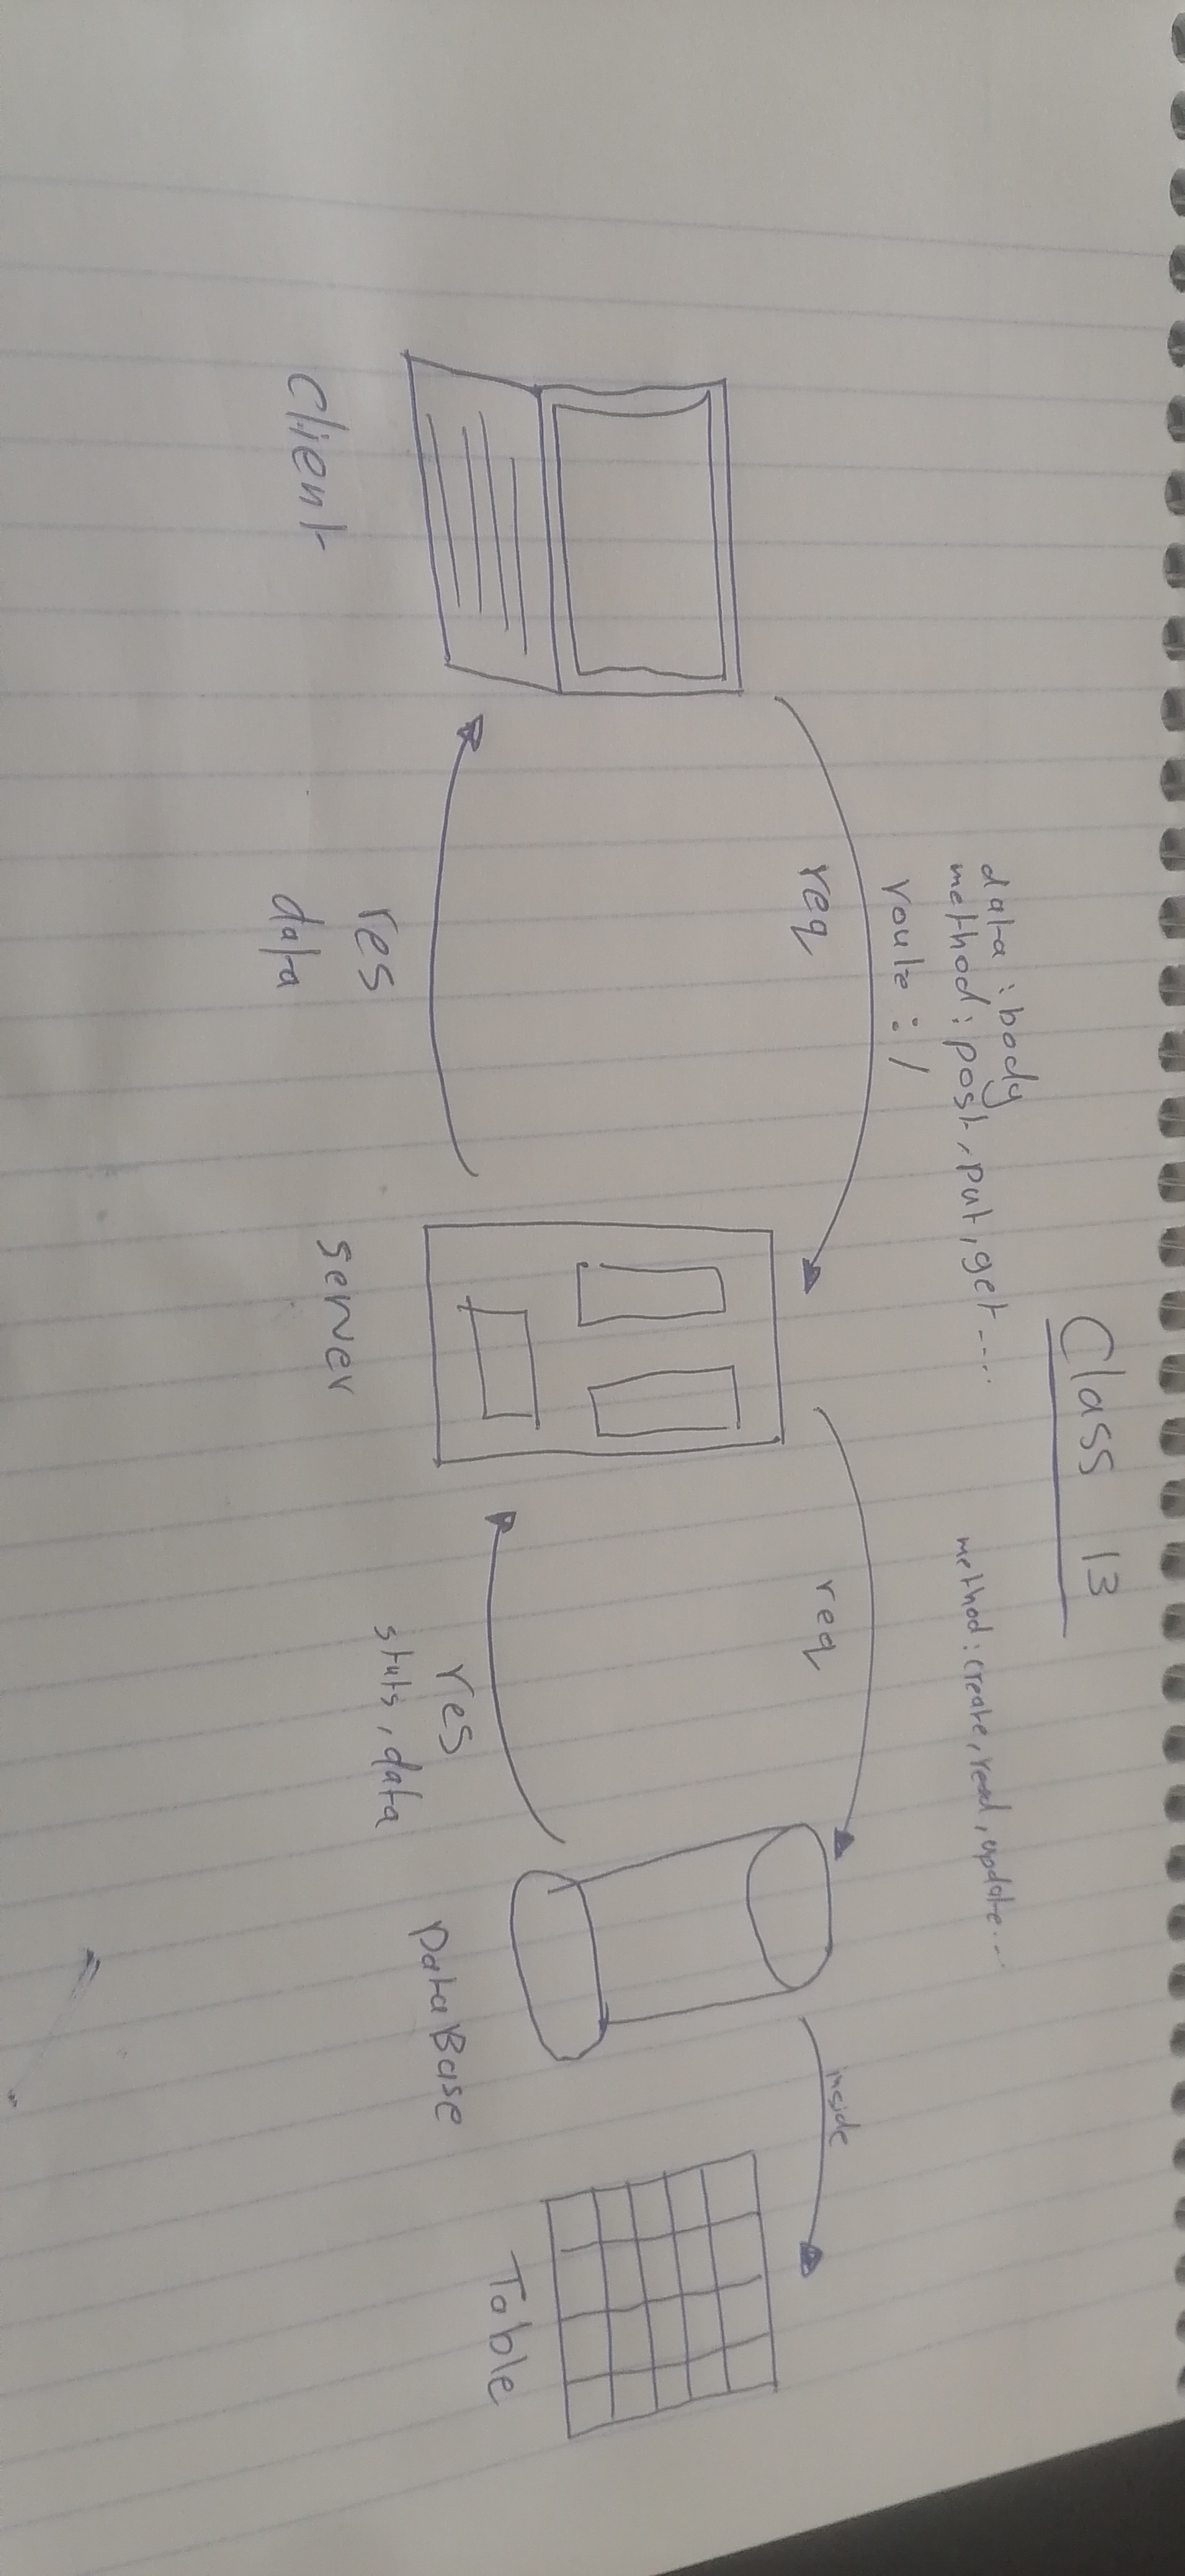 Class 13
data : body
method : post, put, get ....
route : /
method : create, read, update...
req
req
inside
res
data
res
stuts, data
client
server
DataBase
Table